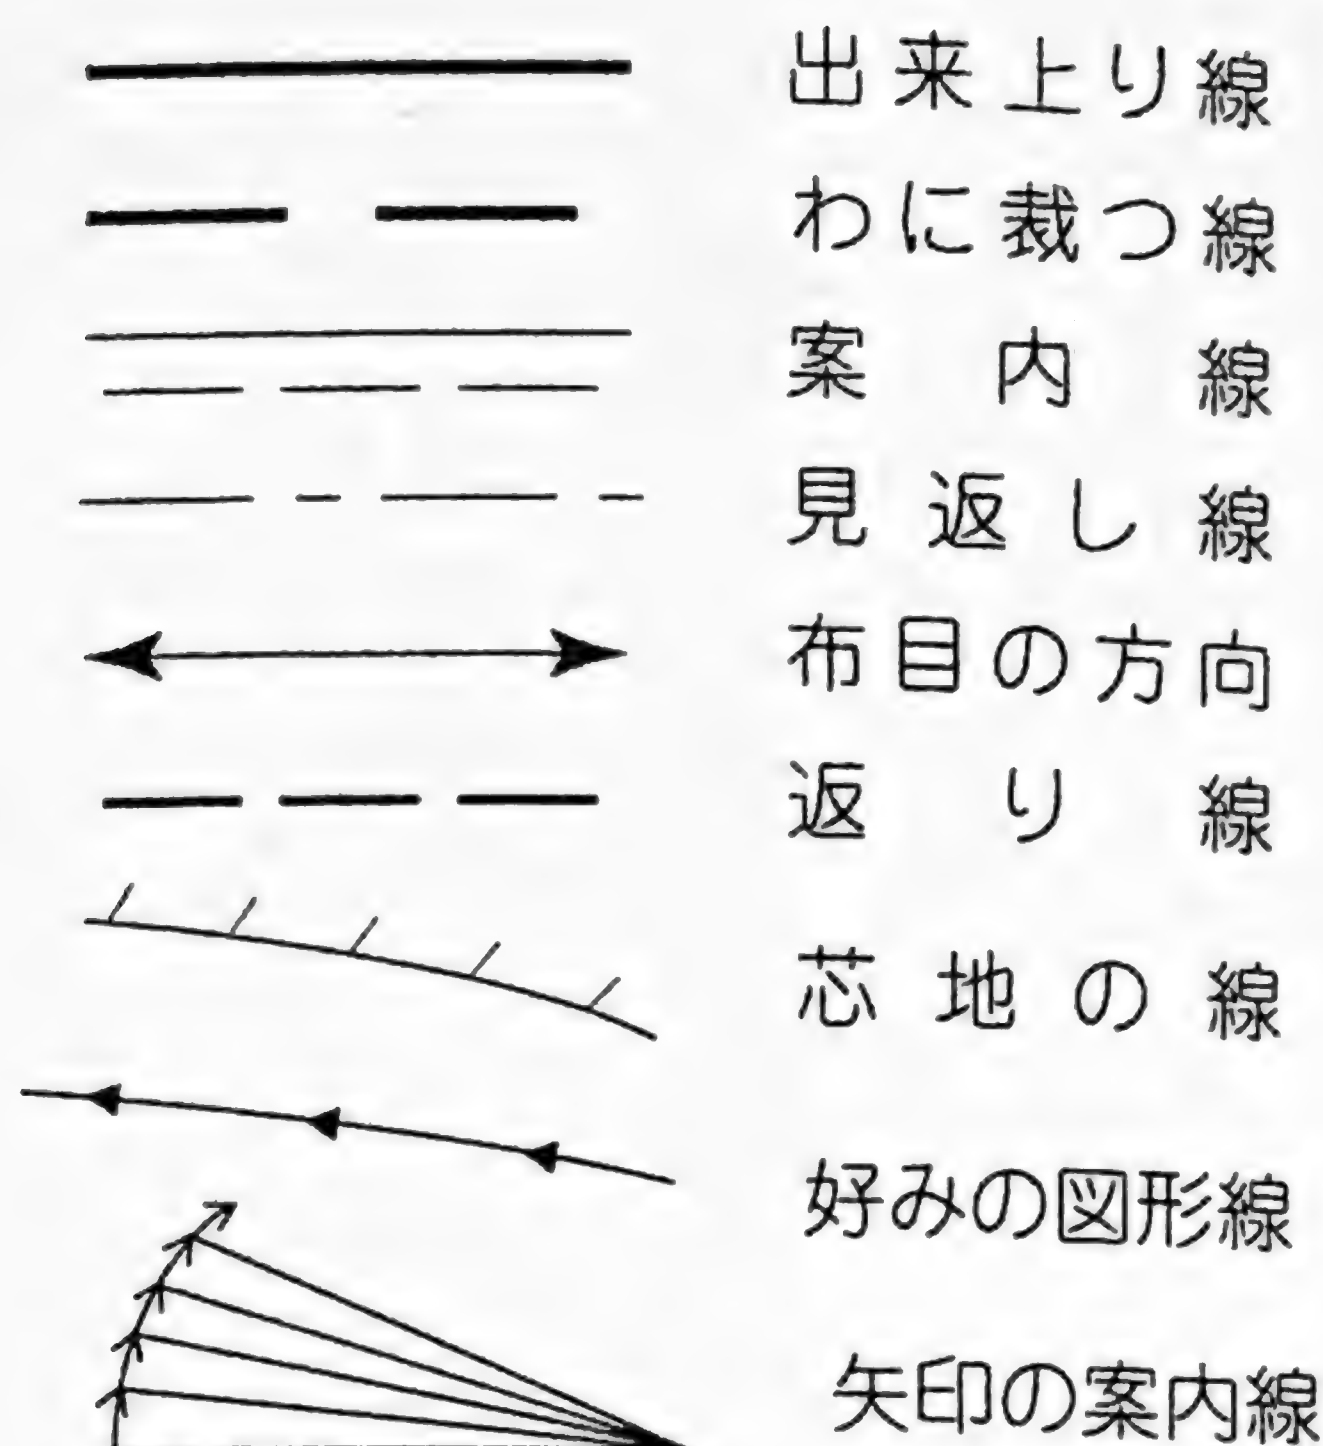 出来上り線
わに裁つ線
案内線
見返し線
布目の方向
返り線
芯地の線
好みの図形線
矢印の案内線